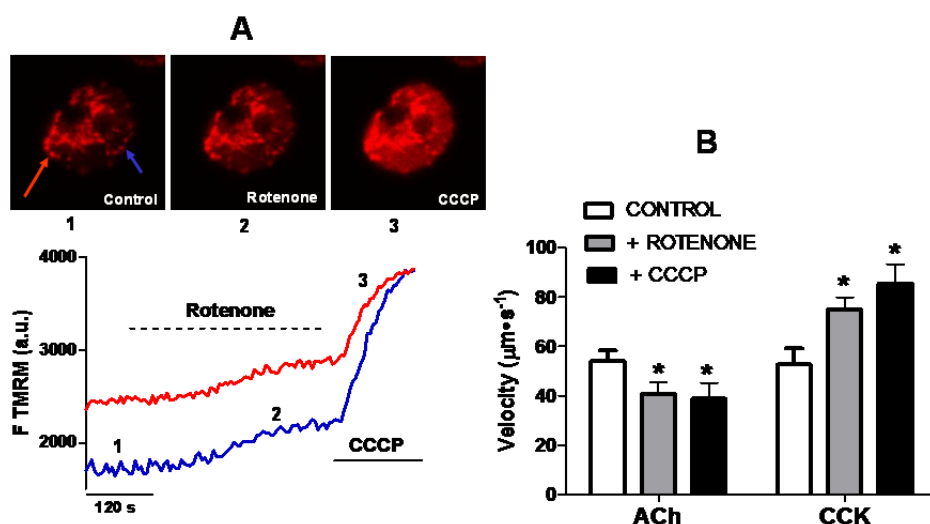 A
Control
Rotenone
CCCP
1
2
3
4000
3000
2000
F TMRM (a.u.)
Rotenone
1
2
3
CCCP
120 s
B
CONTROL
+ ROTENONE
+ CCCP
100
80
60
40
20
0
Velocity (µm•s⁻¹)
*
*
*
*
ACh
CCK